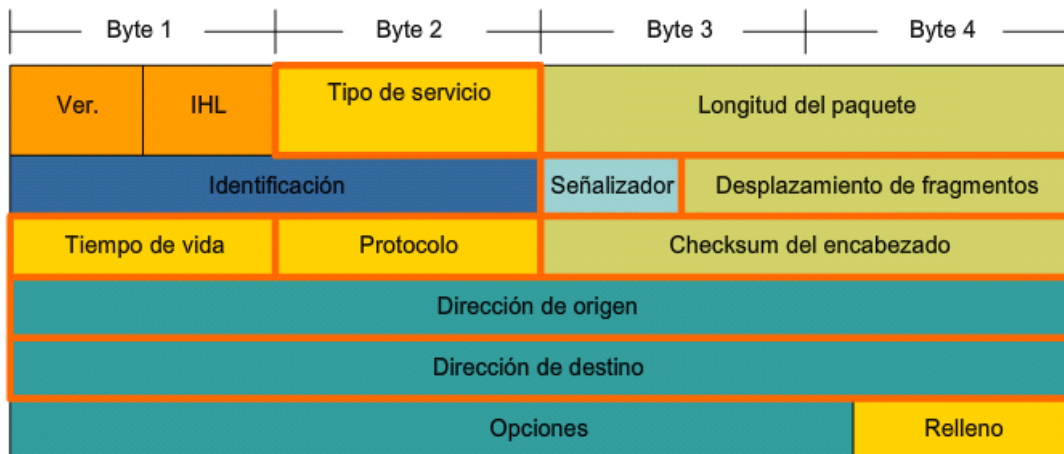 Byte 1 Byte 2 Byte 3 Byte 4
Ver. IHL Tipo de servicio Longitud del paquete
Identificación Señalizador Desplazamiento de fragmentos
Tiempo de vida Protocolo Checksum del encabezado
Dirección de origen
Dirección de destino
Opciones Relleno